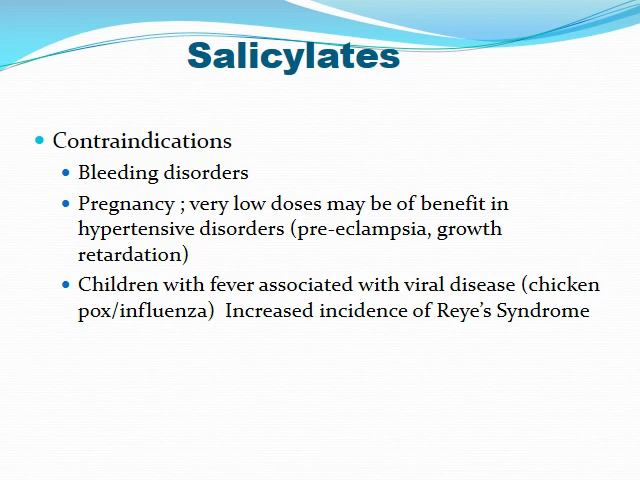 Salicylates
Contraindications
Bleeding disorders
Pregnancy ; very low doses may be of benefit in
hypertensive disorders (pre-eclampsia, growth
retardation)
Children with fever associated with viral disease (chicken
pox/influenza)  Increased incidence of Reye’s Syndrome